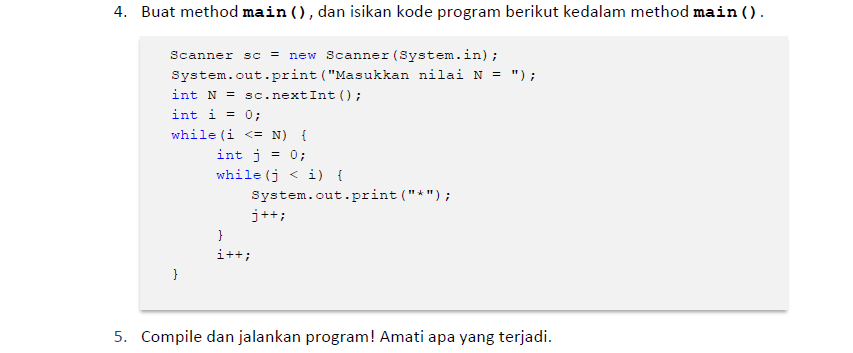 4. Buat method main(), dan isikan kode program berikut kedalam method main().
Scanner sc = new Scanner(System.in);
System.out.print("Masukkan nilai N = ");
int N = sc.nextInt();
int i = 0;
while(i <= N) {
int j = 0;
while(j < i) {
System.out.print("*");
j++;
}
i++;
}
5. Compile dan jalankan program! Amati apa yang terjadi.